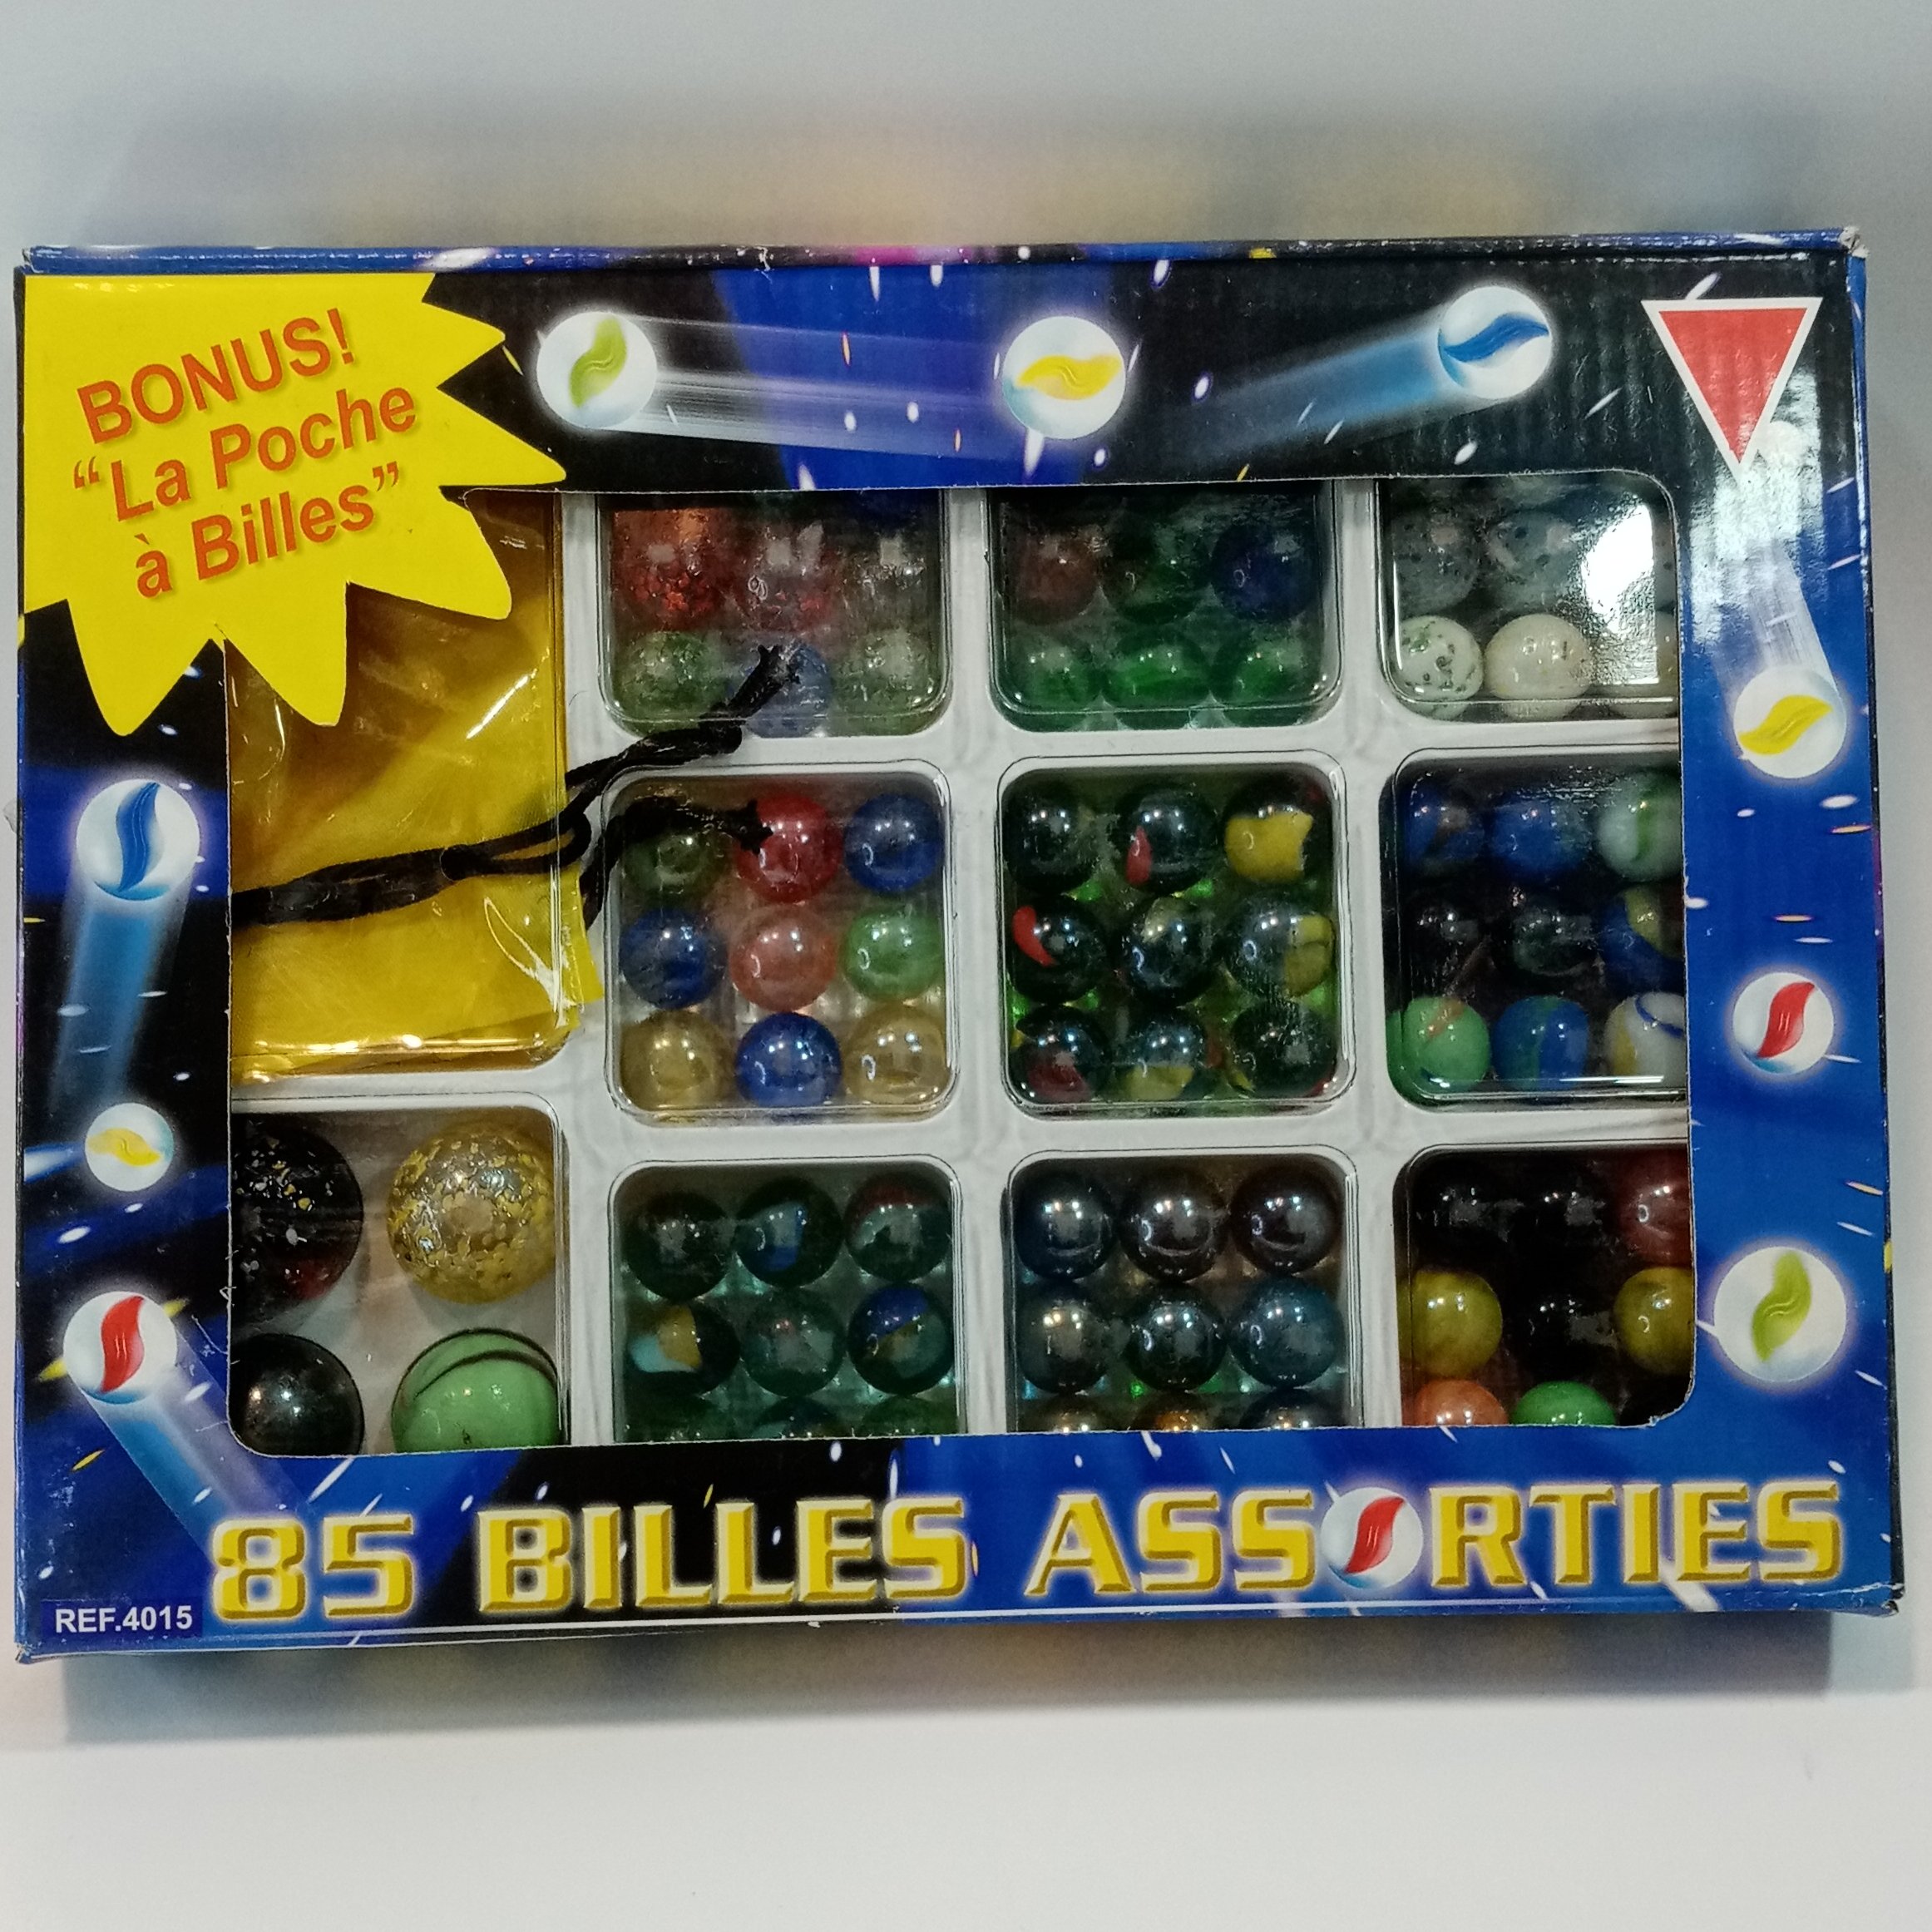 BONUS!
“La Poche
à Billes”
85 BILLES ASSORTIES
REF.4015